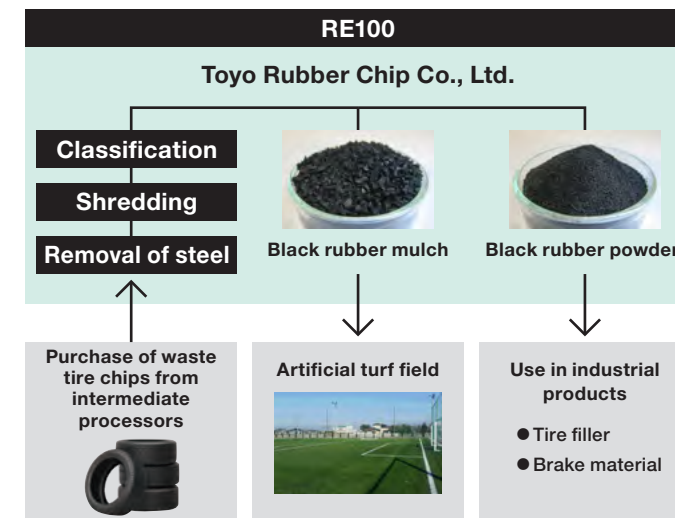 RE100
Toyo Rubber Chip Co., Ltd.
Classification
Shredding
Removal of steel
Black rubber mulch
Black rubber powder
Purchase of waste
tire chips from
intermediate
processors
Artificial turf field
Use in industrial
products
● Tire filler
● Brake material